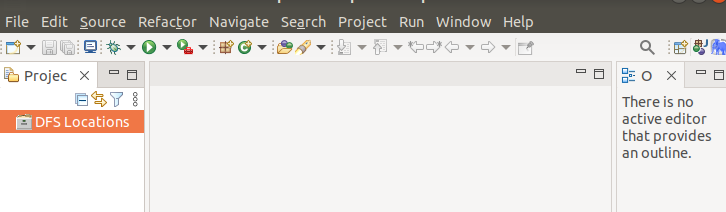 File Edit Source Refactor Navigate Search Project Run Window Help
Projec
O
DFS Locations
There is no
active editor
that provides
an outline.